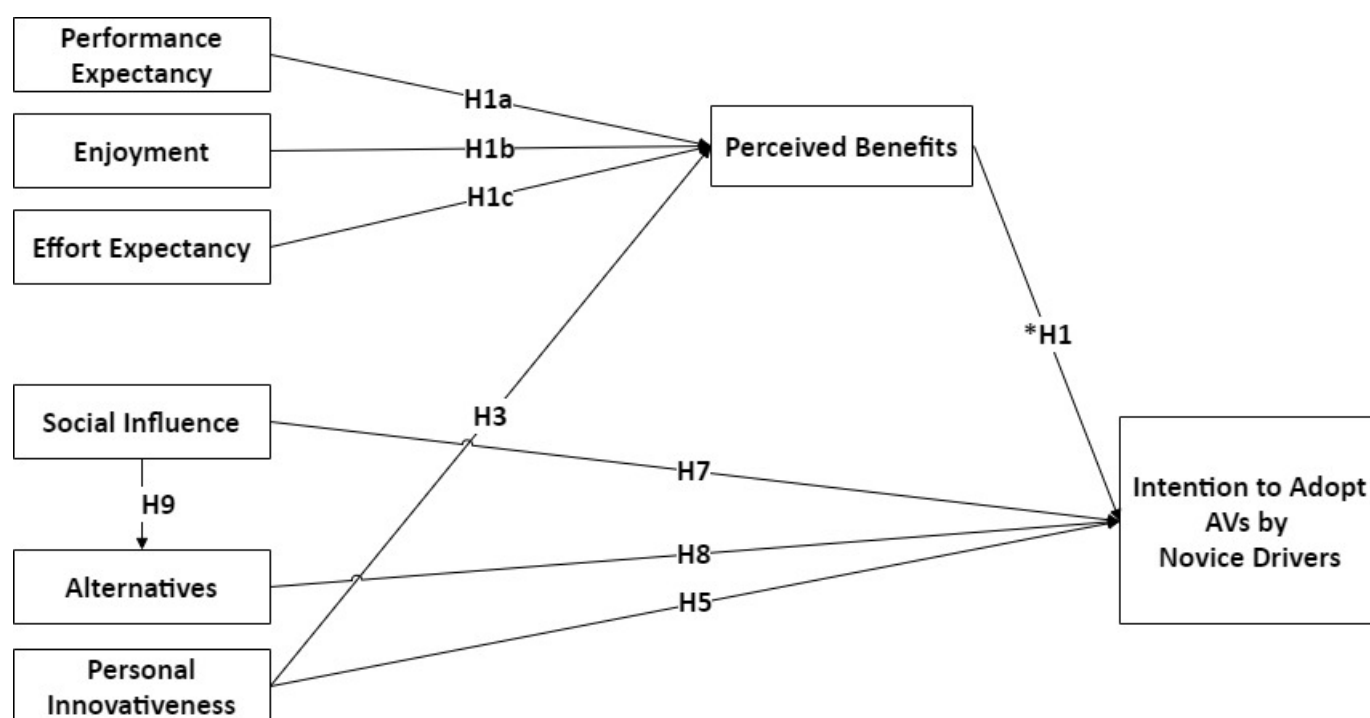 Performance
Expectancy
H1a
Enjoyment
H1b
Perceived Benefits
H1c
Effort Expectancy
*H1
Social Influence
H3
H7
H9
Intention to Adopt
AVs by
Novice Drivers
Alternatives
H8
H5
Personal
Innovativeness